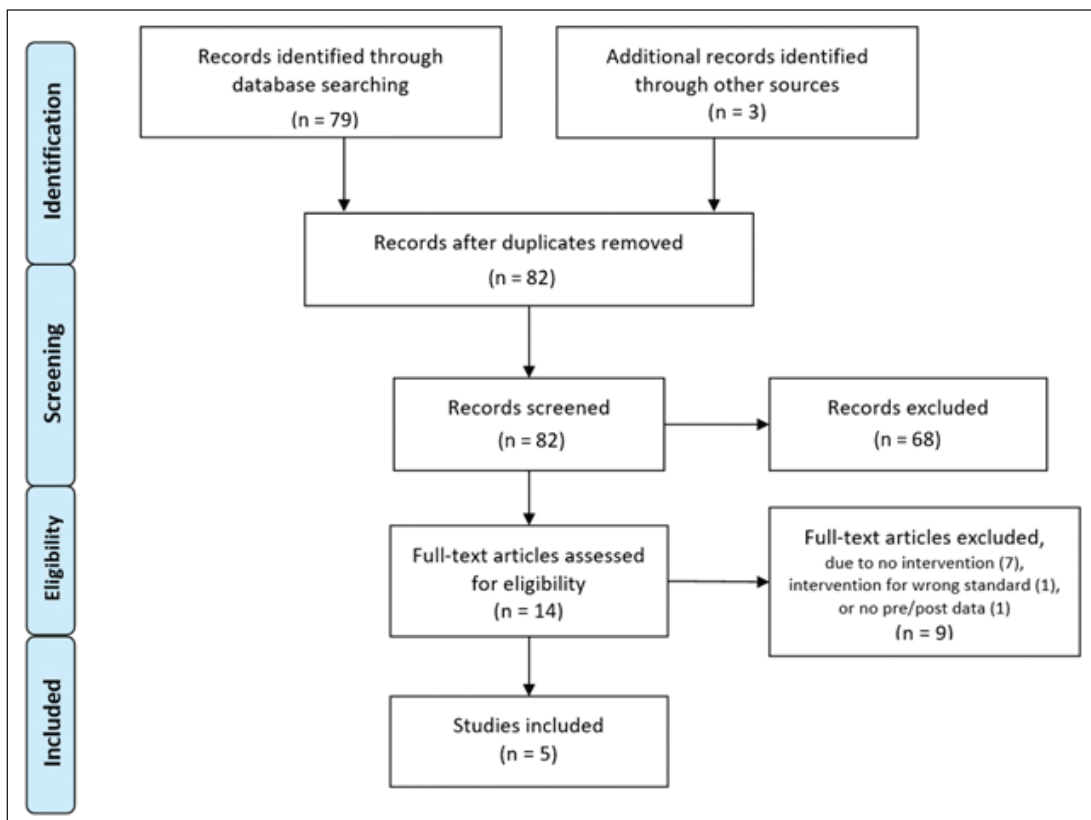 Identification
Records identified through
database searching
(n = 79)
Additional records identified
through other sources
(n = 3)
Records after duplicates removed
(n = 82)
Screening
Records screened
(n = 82)
Records excluded
(n = 68)
Eligibility
Full-text articles assessed
for eligibility
(n = 14)
Full-text articles excluded,
due to no intervention (7),
intervention for wrong standard (1),
or no pre/post data (1)
(n = 9)
Included
Studies included
(n = 5)